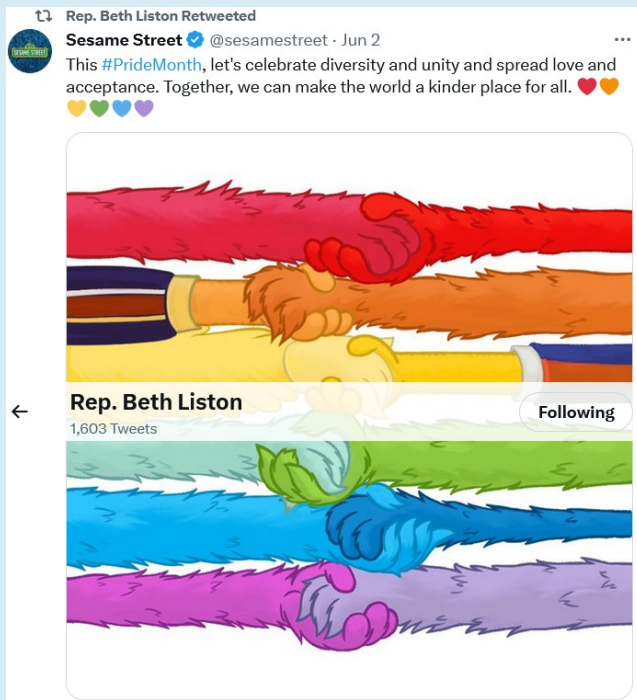 Rep. Beth Liston Retweeted
SESAME STREET
Sesame Street @sesamestreet · Jun 2
This #PrideMonth, let's celebrate diversity and unity and spread love and
acceptance. Together, we can make the world a kinder place for all. ❤️🧡
💛💚💙💜
Rep. Beth Liston
1,603 Tweets
Following